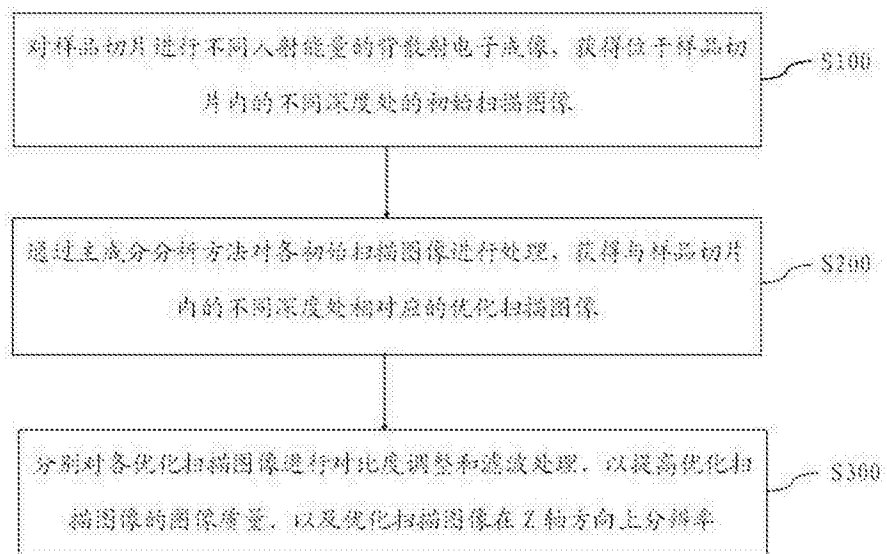 对样品切片进行不同入射能量的背散射电子成像，获得位于样品切
片内的不同深度处的初始扫描图像
S100
通过主成分分析方法对各初始扫描图像进行处理，获得与样品切片
内的不同深度处相对应的优化扫描图像
S200
分别对各优化扫描图像进行对比度调整和滤波处理，以提高优化扫
描图像的图像质量，以及优化扫描图像在Z轴方向上分辨率
S300